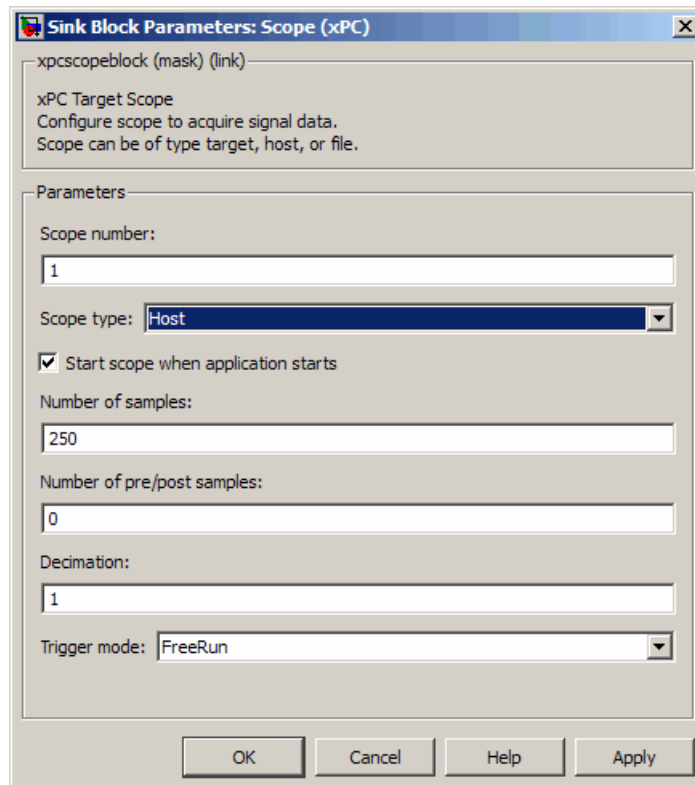 Sink Block Parameters: Scope (xPC)
xpcscopeblock (mask) (link)
xPC Target Scope
Configure scope to acquire signal data.
Scope can be of type target, host, or file.
Parameters
Scope number:
1
Scope type: Host
Start scope when application starts
Number of samples:
250
Number of pre/post samples:
0
Decimation:
1
Trigger mode: FreeRun
OK Cancel Help Apply